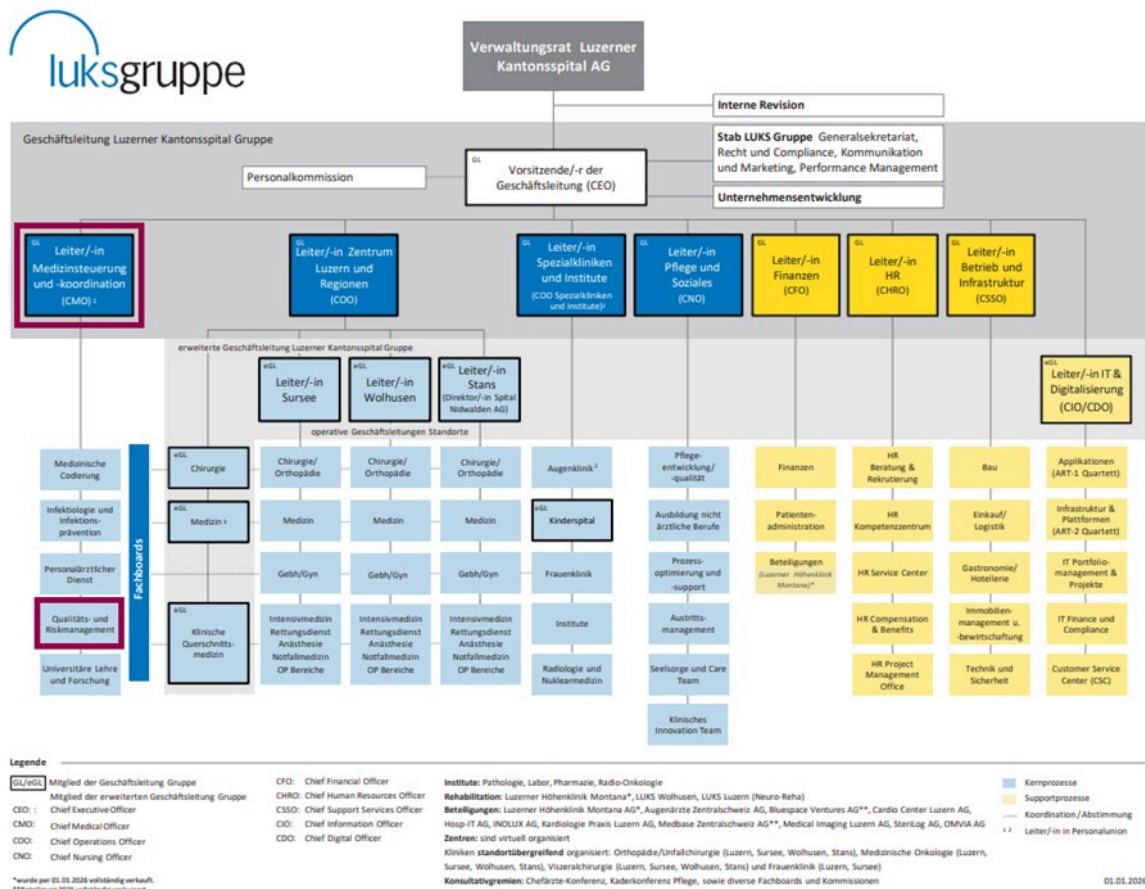 luksgruppe
Verwaltungsrat Luzerner
Kantonsspital AG
Interne Revision
Geschäftsleitung Luzerner Kantonsspital Gruppe
Stab LUKS Gruppe Generalsekretariat,
Recht und Compliance, Kommunikation
und Marketing, Performance Management
Personalkommission
GL
Vorsitzende/-r der
Geschäftsleitung (CEO)
Unternehmensentwicklung
GL
Leiter/-in
Medizinsteuerung
und -koordination
(CMO) ¹
GL
Leiter/-in Zentrum
Luzern und
Regionen
(COO)
GL
Leiter/-in
Spezialkliniken
und Institute
(COO Spezialkliniken
und Institute)²
GL
Leiter/-in
Pflege und
Soziales
(CNO)
GL
Leiter/-in
Finanzen
(CFO)
GL
Leiter/-in
HR
(CHRO)
GL
Leiter/-in
Betrieb und
Infrastruktur
(CSSO)
erweiterte Geschäftsleitung Luzerner Kantonsspital Gruppe
eGL
Leiter/-in
Sursee
eGL
Leiter/-in
Wolhusen
eGL
Leiter/-in
Stans
(Direktor/-in Spital
Nidwalden AG)
eGL
Leiter/-in IT &
Digitalisierung
(CIO/CDO)
operative Geschäftsleitungen Standorte
Medizinische
Codierung
Infektiologie und
Infektions-
prävention
Personalärztlicher
Dienst
Qualitäts- und
Riskmanagement
Universitäre Lehre
und Forschung
Fachboards
eGL
Chirurgie
eGL
Medizin ¹
eGL
Klinische
Querschnitts-
medizin
Chirurgie/
Orthopädie
Medizin
Gebh/Gyn
Intensivmedizin
Rettungsdienst
Anästhesie
Notfallmedizin
OP Bereiche
Chirurgie/
Orthopädie
Medizin
Gebh/Gyn
Intensivmedizin
Rettungsdienst
Anästhesie
Notfallmedizin
OP Bereiche
Chirurgie/
Orthopädie
Medizin
Gebh/Gyn
Intensivmedizin
Rettungsdienst
Anästhesie
Notfallmedizin
OP Bereiche
Augenklinik ²
eGL
Kinderspital
Frauenklinik
Institute
Radiologie und
Nuklearmedizin
Pflege-
entwicklung/
-qualität
Ausbildung nicht
ärztliche Berufe
Prozess-
optimierung und
-support
Austritts-
management
Seelsorge und Care
Team
Klinisches
Innovation Team
Finanzen
Patienten-
administration
Beteiligungen
(Luzerner Höhenklinik
Montana)*
HR
Beratung &
Rekrutierung
HR
Kompetenzzentrum
HR Service Center
HR Compensation
& Benefits
HR Project
Management
Office
Bau
Einkauf/
Logistik
Gastronomie/
Hotellerie
Immobilien-
management u.
-bewirtschaftung
Technik und
Sicherheit
Applikationen
(ART-1 Quartett)
Infrastruktur &
Plattformen
(ART-2 Quartett)
IT Portfolio-
management &
Projekte
IT Finance und
Compliance
Customer Service
Center (CSC)
Legende
GL/eGL Mitglied der Geschäftsleitung Gruppe
Mitglied der erweiterten Geschäftsleitung Gruppe
CEO: : Chief Executive Officer
CMO: Chief Medical Officer
COO: Chief Operations Officer
CNO: Chief Nursing Officer
CFO: Chief Financial Officer
CHRO: Chief Human Resources Officer
CSSO: Chief Support Services Officer
CIO: Chief Information Officer
CDO: Chief Digital Officer
Institute: Pathologie, Labor, Pharmazie, Radio-Onkologie
Rehabilitation: Luzerner Höhenklinik Montana*, LUKS Wolhusen, LUKS Luzern (Neuro-Reha)
Beteiligungen: Luzerner Höhenklinik Montana AG*, Augenärzte Zentralschweiz AG, Bluespace Ventures AG**, Cardio Center Luzern AG,
Hosp-IT AG, INOLUX AG, Kardiologie Praxis Luzern AG, Medbase Zentralschweiz AG**, Medical Imaging Luzern AG, SteriLog AG, OMVIA AG
Zentren: sind virtuell organisiert
Kliniken standortübergreifend organisiert: Orthopädie/Unfallchirurgie (Luzern, Sursee, Wolhusen, Stans), Medizinische Onkologie (Luzern,
Sursee, Wolhusen, Stans), Viszeralchirurgie (Luzern, Sursee, Wolhusen, Stans) und Frauenklinik (Luzern, Sursee)
Konsultativgremien: Chefärzte-Konferenz, Kaderkonferenz Pflege, sowie diverse Fachboards und Kommissionen
Kernprozesse
Supportprozesse
Koordination / Abstimmung
¹ ² Leiter/-in in Personalunion
*wurde per 01.01.2026 vollständig verkauft.
01.01.2026